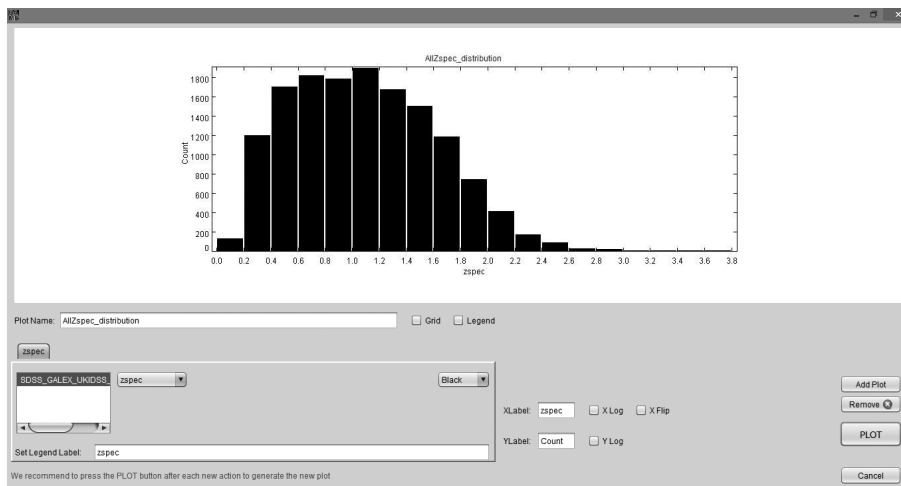 AllZspec_distribution
1800
1600
1400
1200
1000
800
600
400
200
0
Count
0.0 0.2 0.4 0.6 0.8 1.0 1.2 1.4 1.6 1.8 2.0 2.2 2.4 2.6 2.8 3.0 3.2 3.4 3.6 3.8
zspec
Plot Name: AllZspec_distribution Grid Legend
zspec
SDSS_GALEX_UKIDSS_ zspec Black
Add Plot
XLabel: zspec X Log X Flip
Remove
YLabel: Count Y Log
PLOT
Set Legend Label: zspec
We recommend to press the PLOT button after each new action to generate the new plot
Cancel